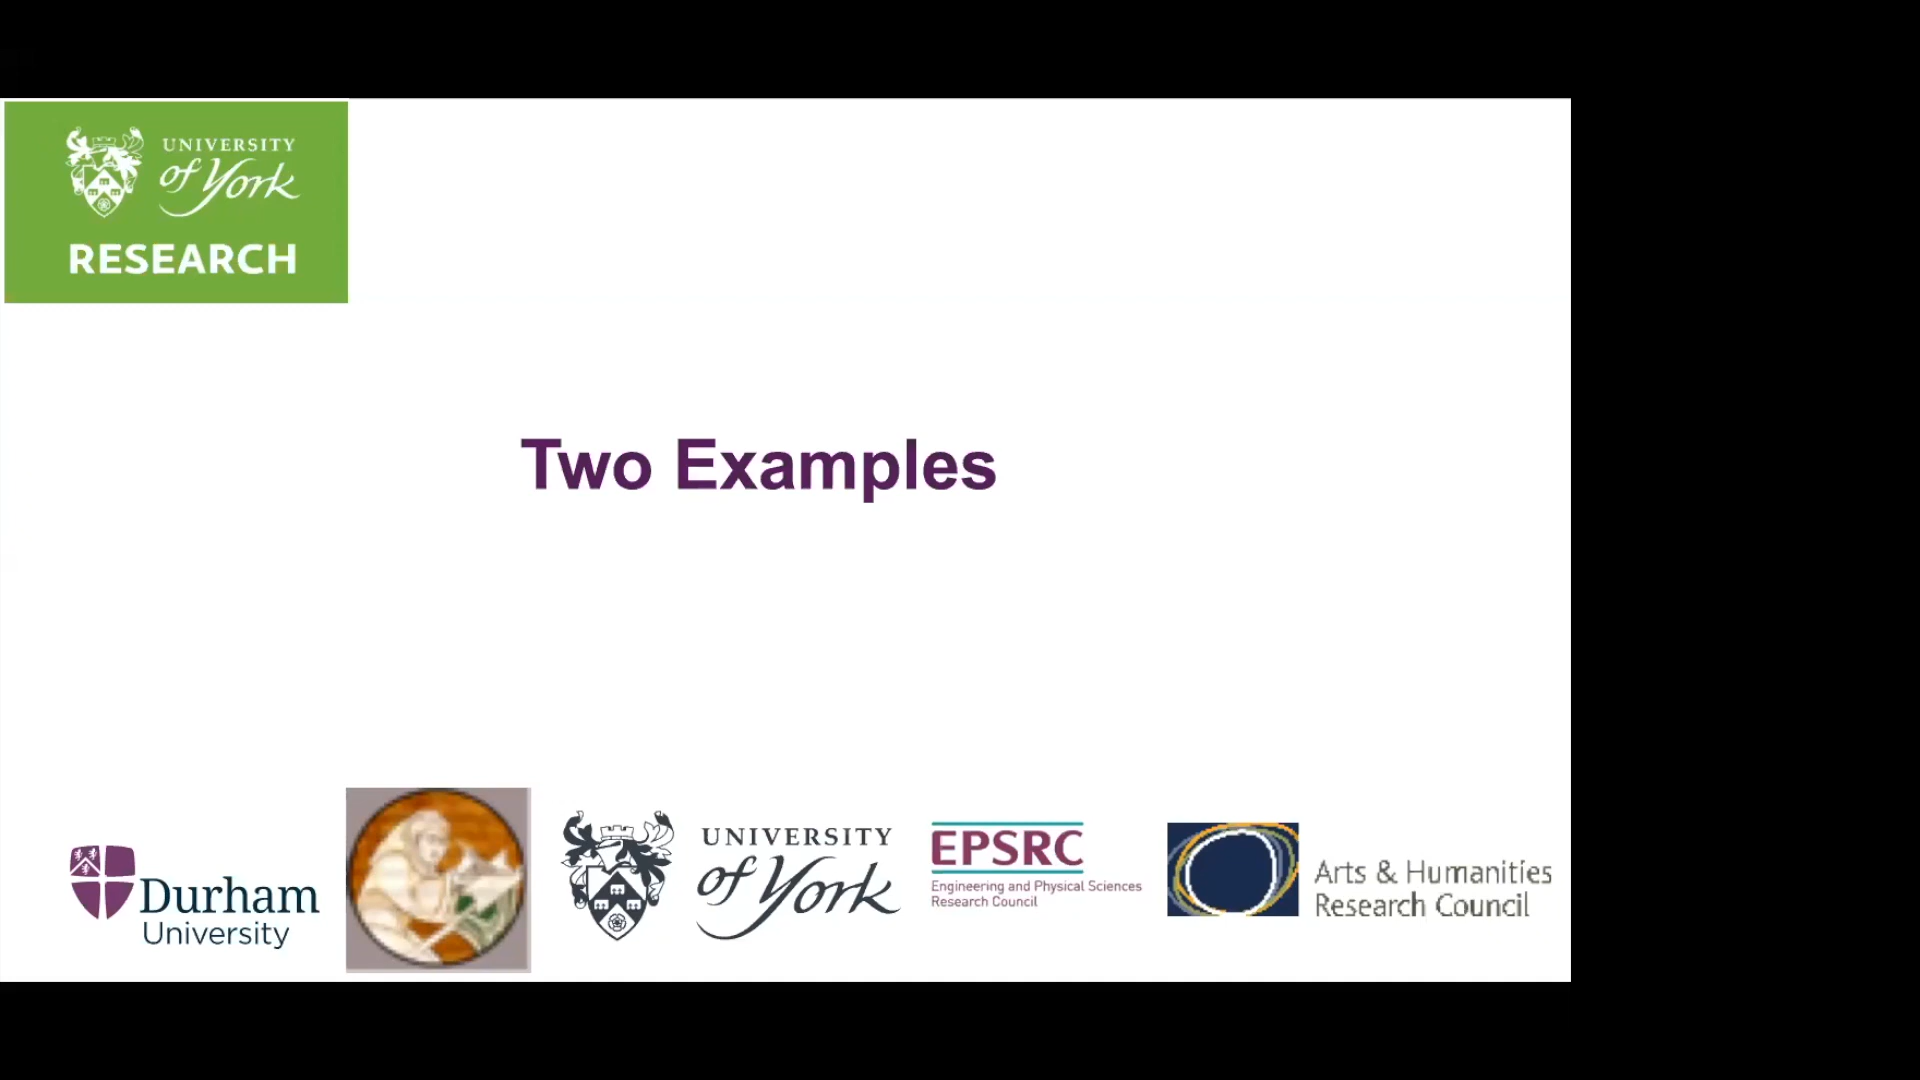 UNIVERSITY
of York
RESEARCH
Two Examples
Durham
University
UNIVERSITY
of York
EPSRC
Engineering and Physical Sciences
Research Council
Arts & Humanities
Research Council